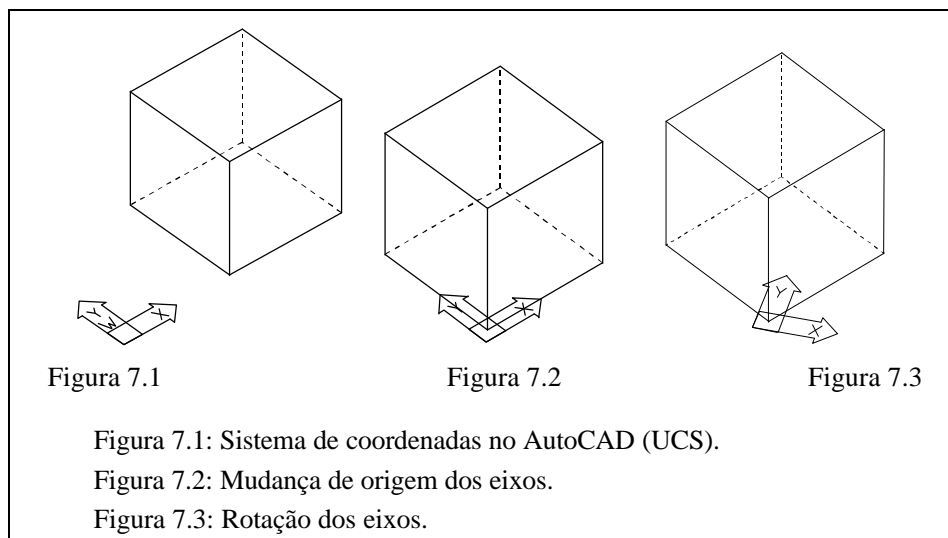 Y W X
Y X
Y X
Figura 7.1 Figura 7.2 Figura 7.3
Figura 7.1: Sistema de coordenadas no AutoCAD (UCS).
Figura 7.2: Mudança de origem dos eixos.
Figura 7.3: Rotação dos eixos.